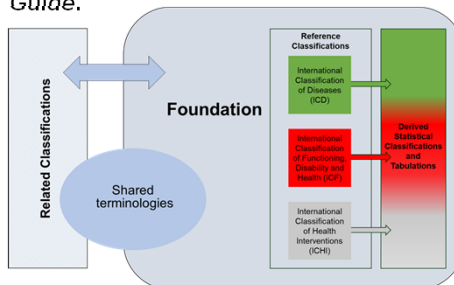 Guide.
Related Classifications
Shared
terminologies
Foundation
Reference
Classifications
International
Classification
of Diseases
(ICD)
International
Classification
of Functioning,
Disability and
Health (ICF)
International
Classification
of Health
Interventions
(ICHI)
Derived
Statistical
Classifications
and
Tabulations